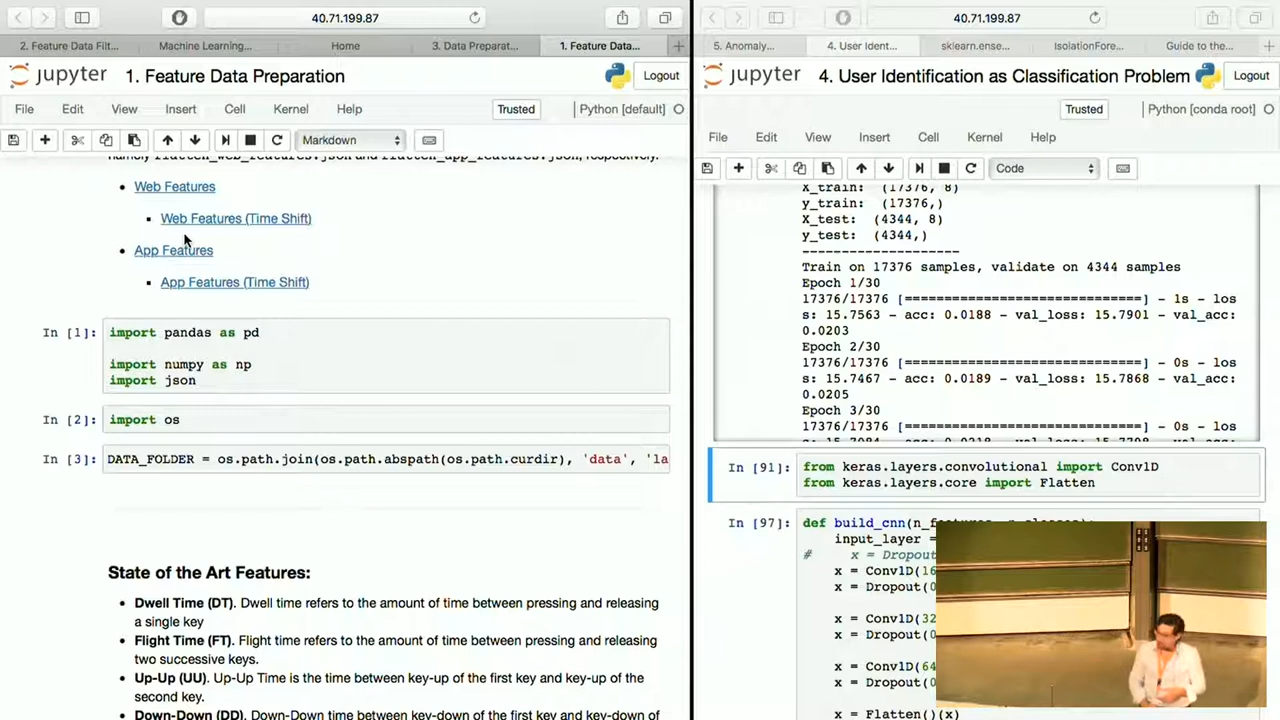 40.71.199.87
2. Feature Data Filt...
Machine Learning...
Home
3. Data Preparat...
1. Feature Data...
jupyter
1. Feature Data Preparation
Logout
File Edit View Insert Cell Kernel Help
Trusted
Python [default]
Markdown
namely flatten_web_features.json and flatten_app_features.json, respectively.
• Web Features
▪ Web Features (Time Shift)
• App Features
▪ App Features (Time Shift)
In [1]: import pandas as pd
import numpy as np
import json
In [2]: import os
In [3]: DATA_FOLDER = os.path.join(os.path.abspath(os.path.curdir), 'data', 'la
State of the Art Features:
• Dwell Time (DT). Dwell time refers to the amount of time between pressing and releasing
a single key
• Flight Time (FT). Flight time refers to the amount of time between pressing and releasing
two successive keys.
• Up-Up (UU). Up-Up Time is the time between key-up of the first key and key-up of the
second key.
• Down-Down (DD). Down-Down time between key-down of the first key and key-down of
40.71.199.87
5. Anomaly...
4. User Ident...
sklearn.ense...
IsolationFore...
Guide to the...
jupyter
4. User Identification as Classification Problem
Logout
Trusted
Python [conda root]
File Edit View Insert Cell Kernel Help
Code
X_train: (17376, 8)
y_train: (17376,)
X_test: (4344, 8)
y_test: (4344,)
--------------------
Train on 17376 samples, validate on 4344 samples
Epoch 1/30
17376/17376 [==============================] - 1s - los
s: 15.7563 - acc: 0.0188 - val_loss: 15.7901 - val_acc:
0.0203
Epoch 2/30
17376/17376 [==============================] - 0s - los
s: 15.7467 - acc: 0.0189 - val_loss: 15.7868 - val_acc:
0.0205
Epoch 3/30
17376/17376 [==============================] - 0s - los
In [91]: from keras.layers.convolutional import Conv1D
from keras.layers.core import Flatten
In [97]: def build_cnn(n_features, n_classes):
input_layer =
# x = Dropout
x = Conv1D(16
x = Dropout(0
x = Conv1D(32
x = Dropout(0
x = Conv1D(64
x = Dropout(0
x = Flatten()(x)